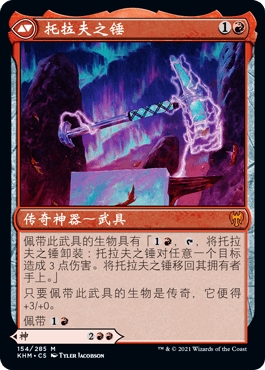 托拉夫之锤 1
传奇神器～武具
佩带此武具的生物具有「1，，将托拉
夫之锤卸装：托拉夫之锤对任意一个目标
造成3点伤害。将托拉夫之锤移回其拥有者
手上。」
只要佩带此武具的生物是传奇，它便得
+3/+0。
佩带 1
神 2
154/285 M
KHM • CS TYLER JACOBSON
™ & © 2021 Wizards of the Coast